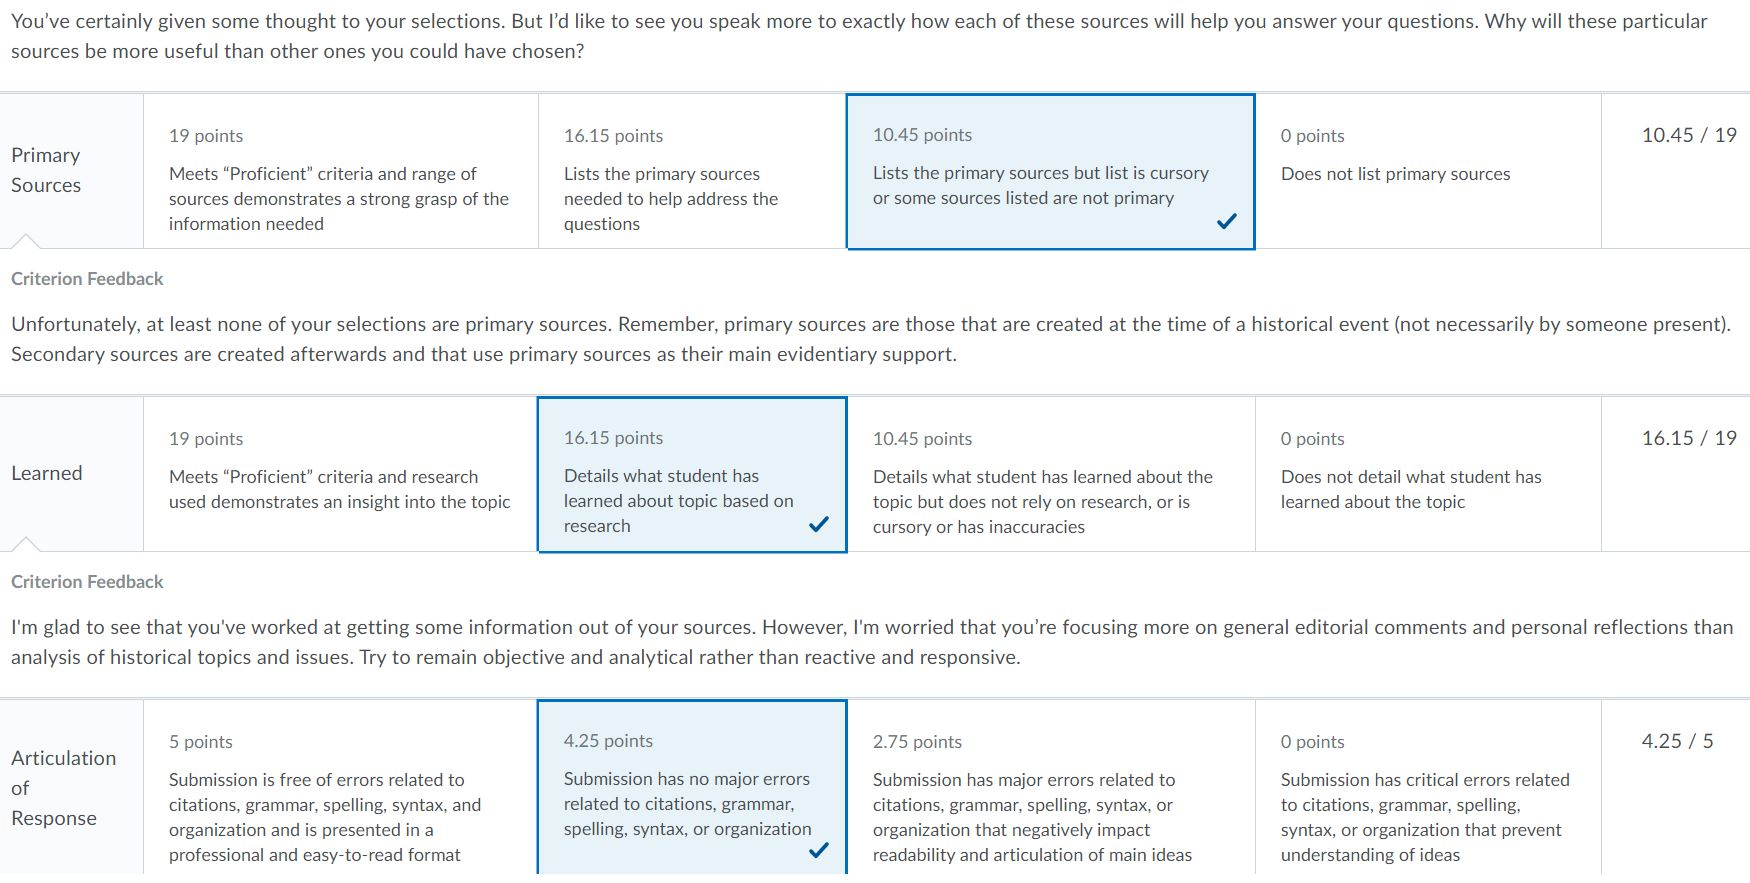 You’ve certainly given some thought to your selections. But I’d like to see you speak more to exactly how each of these sources will help you answer your questions. Why will these particular
sources be more useful than other ones you could have chosen?
Primary
Sources
19 points
Meets “Proficient” criteria and range of
sources demonstrates a strong grasp of the
information needed
16.15 points
Lists the primary sources
needed to help address the
questions
10.45 points
Lists the primary sources but list is cursory
or some sources listed are not primary
0 points
Does not list primary sources
10.45 / 19
Criterion Feedback
Unfortunately, at least none of your selections are primary sources. Remember, primary sources are those that are created at the time of a historical event (not necessarily by someone present).
Secondary sources are created afterwards and that use primary sources as their main evidentiary support.
Learned
19 points
Meets “Proficient” criteria and research
used demonstrates an insight into the topic
16.15 points
Details what student has
learned about topic based on
research
10.45 points
Details what student has learned about the
topic but does not rely on research, or is
cursory or has inaccuracies
0 points
Does not detail what student has
learned about the topic
16.15 / 19
Criterion Feedback
I'm glad to see that you've worked at getting some information out of your sources. However, I'm worried that you’re focusing more on general editorial comments and personal reflections than
analysis of historical topics and issues. Try to remain objective and analytical rather than reactive and responsive.
Articulation
of
Response
5 points
Submission is free of errors related to
citations, grammar, spelling, syntax, and
organization and is presented in a
professional and easy-to-read format
4.25 points
Submission has no major errors
related to citations, grammar,
spelling, syntax, or organization
2.75 points
Submission has major errors related to
citations, grammar, spelling, syntax, or
organization that negatively impact
readability and articulation of main ideas
0 points
Submission has critical errors related
to citations, grammar, spelling,
syntax, or organization that prevent
understanding of ideas
4.25 / 5